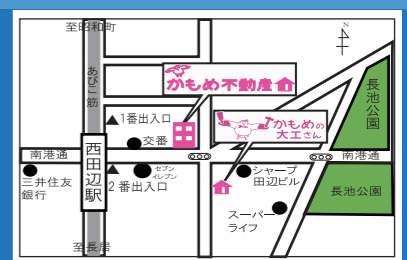 至昭和町
N
かもめ不動産
あびこ筋
長池
公園
▲1番出入口
かもめの
大工さん
交番
南港通
南港通
西田辺駅
セブン
イレブン
シャープ
田辺ビル
三井住友
銀行
▲
2番出入口
長池公園
スーパー
ライフ
至長居